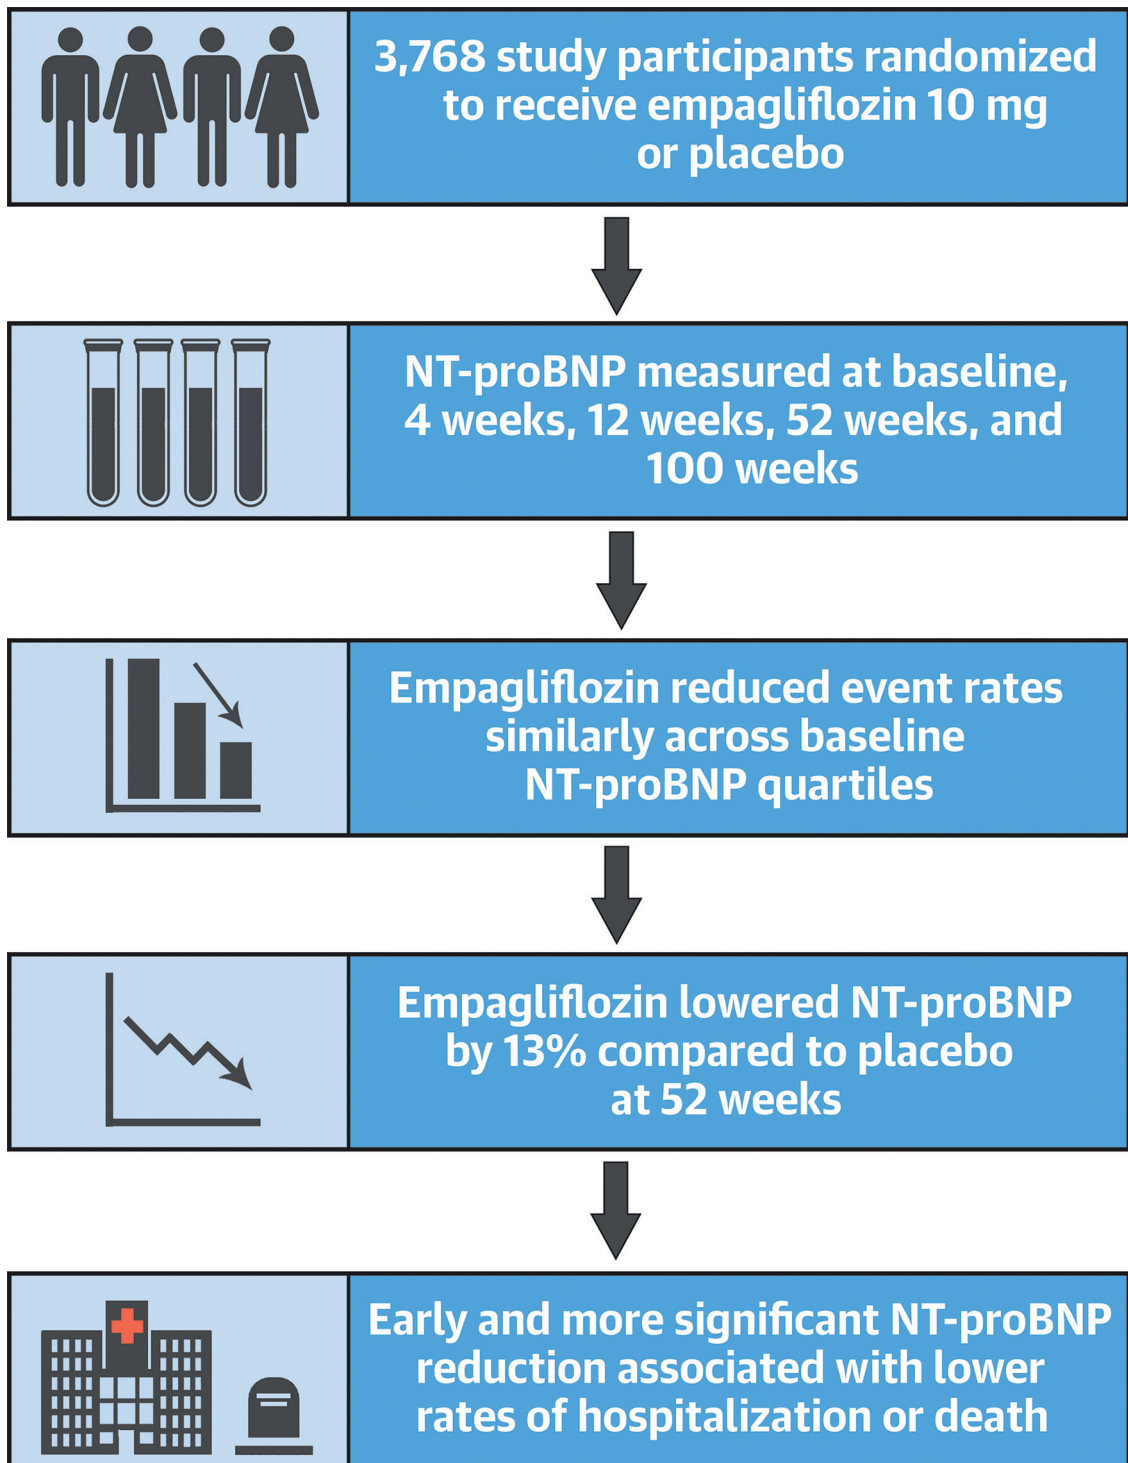 3,768 study participants randomized
to receive empagliflozin 10 mg
or placebo
NT-proBNP measured at baseline,
4 weeks, 12 weeks, 52 weeks, and
100 weeks
Empagliflozin reduced event rates
similarly across baseline
NT-proBNP quartiles
Empagliflozin lowered NT-proBNP
by 13% compared to placebo
at 52 weeks
Early and more significant NT-proBNP
reduction associated with lower
rates of hospitalization or death